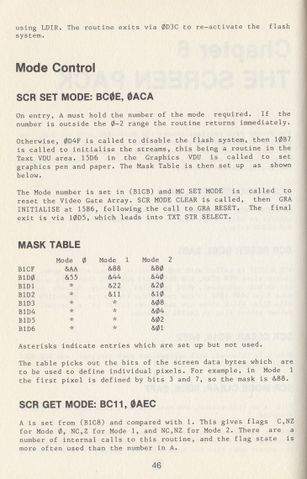 using LDIR. The routine exits via ØD3C to re-activate the flash
system.
Mode Control
SCR SET MODE: BCØE, ØACA
On entry, A must hold the number of the mode required. If the
number is outside the Ø-2 range the routine returns immediately.
Otherwise, ØD4F is called to disable the flash system, then 1Ø87
is called to initialise the streams, this being a routine in the
Text VDU area. 15D6 in the Graphics VDU is called to set
graphics pen and paper. The Mask Table is then set up as shown
below.
The Mode number is set in (B1CB) and MC SET MODE is called to
reset the Video Gate Array. SCR MODE CLEAR is called, then GRA
INITIALISE at 15B6, following the call to GRA RESET. The final
exit is via 1ØD5, which leads into TXT STR SELECT.
MASK TABLE
Mode Ø Mode 1 Mode 2
B1CF &AA &88 &8Ø
B1DØ &55 &44 &4Ø
B1D1 * &22 &2Ø
B1D2 * &11 &1Ø
B1D3 * * &Ø8
B1D4 * * &Ø4
B1D5 * * &Ø2
B1D6 * * &Ø1
Asterisks indicate entries which are set up but not used.
The table picks out the bits of the screen data bytes which are
to be used to define individual pixels. For example, in Mode 1
the first pixel is defined by bits 3 and 7, so the mask is &88.
SCR GET MODE: BC11, ØAEC
A is set from (B1C8) and compared with 1. This gives flags C,NZ
for Mode Ø, NC,Z for Mode 1, and NC,NZ for Mode 2. There are a
number of internal calls to this routine, and the flag state is
more often used than the number in A.
46